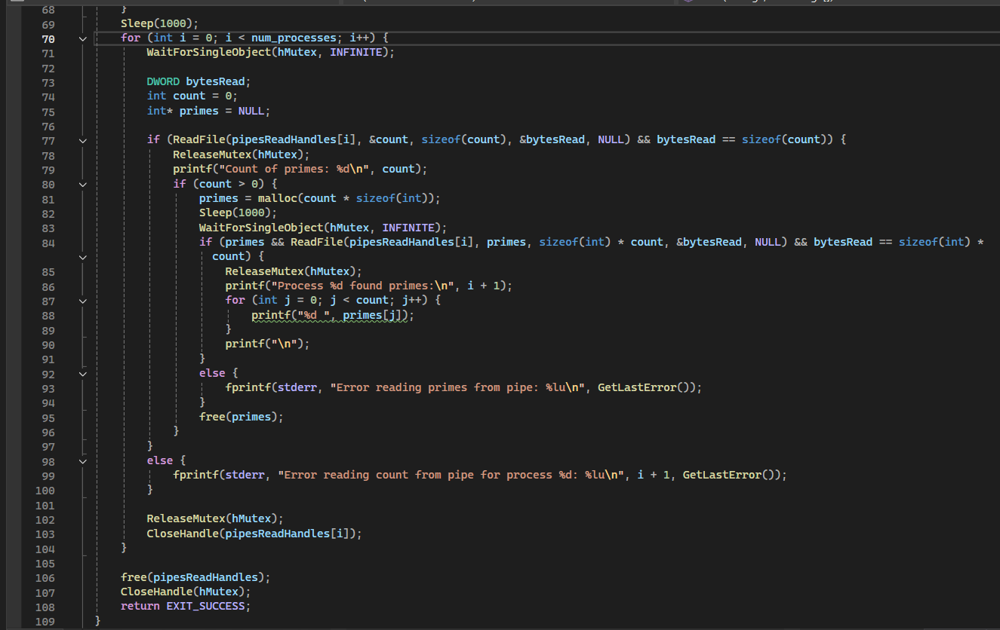 68 }
69 Sleep(1000);
70 for (int i = 0; i < num_processes; i++) {
71 WaitForSingleObject(hMutex, INFINITE);
72
73 DWORD bytesRead;
74 int count = 0;
75 int* primes = NULL;
76
77 if (ReadFile(pipesReadHandles[i], &count, sizeof(count), &bytesRead, NULL) && bytesRead == sizeof(count)) {
78 ReleaseMutex(hMutex);
79 printf("Count of primes: %d\n", count);
80 if (count > 0) {
81 primes = malloc(count * sizeof(int));
82 Sleep(1000);
83 WaitForSingleObject(hMutex, INFINITE);
84 if (primes && ReadFile(pipesReadHandles[i], primes, sizeof(int) * count, &bytesRead, NULL) && bytesRead == sizeof(int) *
count) {
85 ReleaseMutex(hMutex);
86 printf("Process %d found primes:\n", i + 1);
87 for (int j = 0; j < count; j++) {
88 printf("%d ", primes[j]);
89 }
90 printf("\n");
91 }
92 else {
93 fprintf(stderr, "Error reading primes from pipe: %lu\n", GetLastError());
94 }
95 free(primes);
96 }
97 }
98 else {
99 fprintf(stderr, "Error reading count from pipe for process %d: %lu\n", i + 1, GetLastError());
100 }
101
102 ReleaseMutex(hMutex);
103 CloseHandle(pipesReadHandles[i]);
104 }
105
106 free(pipesReadHandles);
107 CloseHandle(hMutex);
108 return EXIT_SUCCESS;
109 }